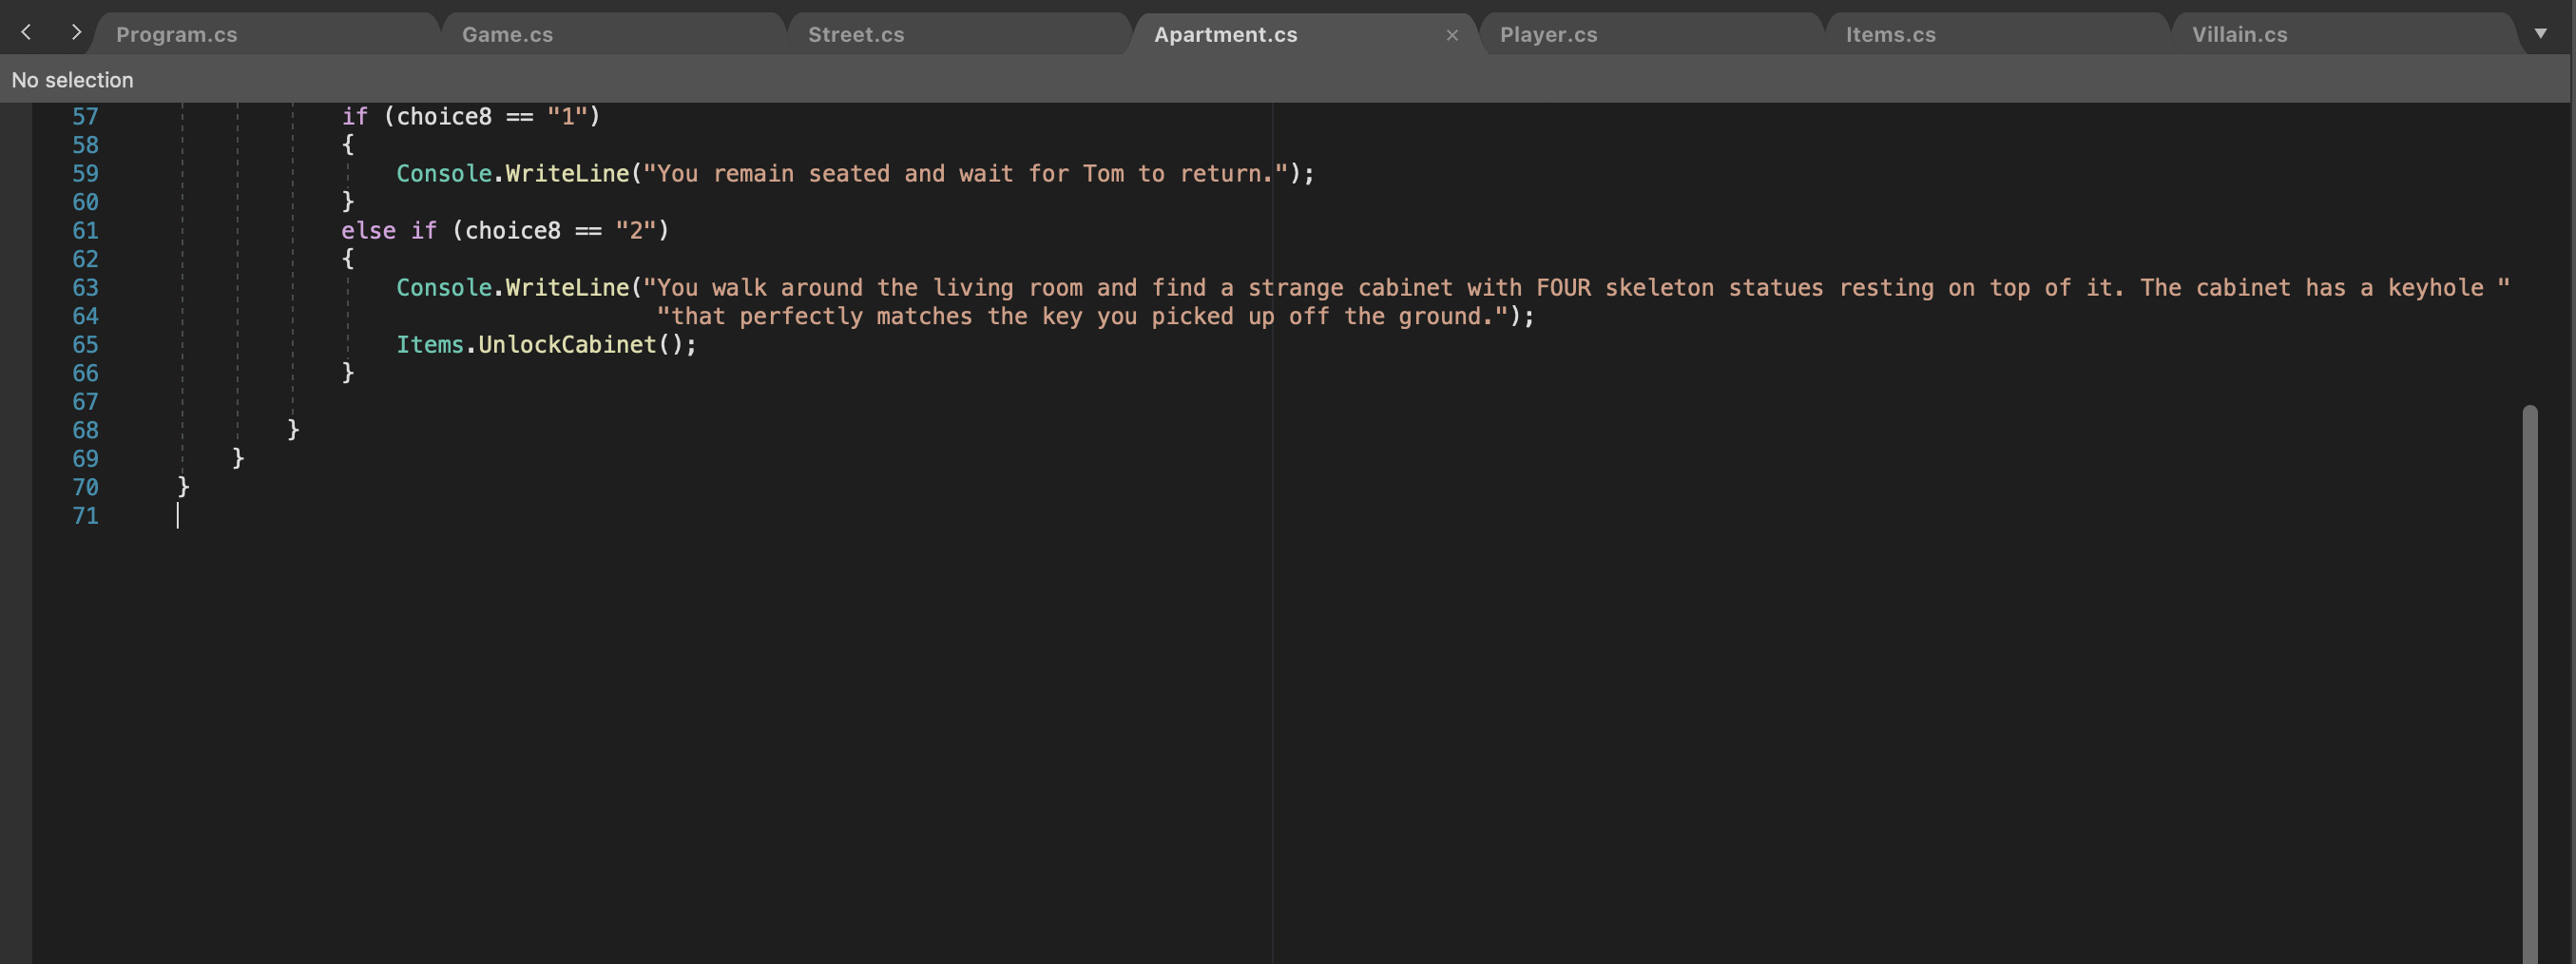 Program.cs Game.cs Street.cs Apartment.cs × Player.cs Items.cs Villain.cs
No selection
57 if (choice8 == "1")
58 {
59 Console.WriteLine("You remain seated and wait for Tom to return.");
60 }
61 else if (choice8 == "2")
62 {
63 Console.WriteLine("You walk around the living room and find a strange cabinet with FOUR skeleton statues resting on top of it. The cabinet has a keyhole "
64 "that perfectly matches the key you picked up off the ground.");
65 Items.UnlockCabinet();
66 }
67
68 }
69 }
70 }
71